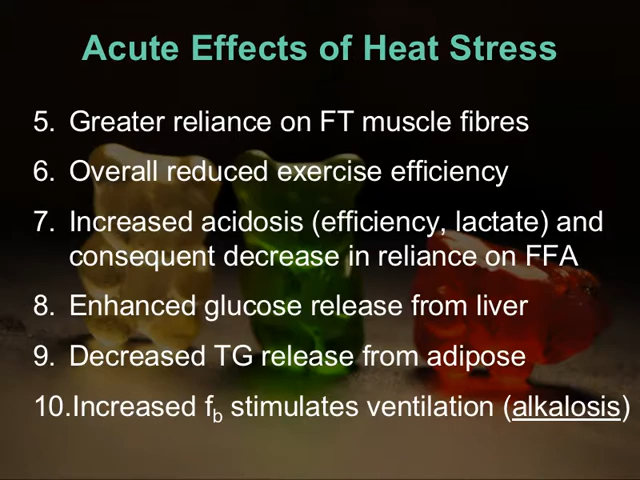 Acute Effects of Heat Stress
5. Greater reliance on FT muscle fibres
6. Overall reduced exercise efficiency
7. Increased acidosis (efficiency, lactate) and
consequent decrease in reliance on FFA
8. Enhanced glucose release from liver
9. Decreased TG release from adipose
10.Increased fb stimulates ventilation (alkalosis)